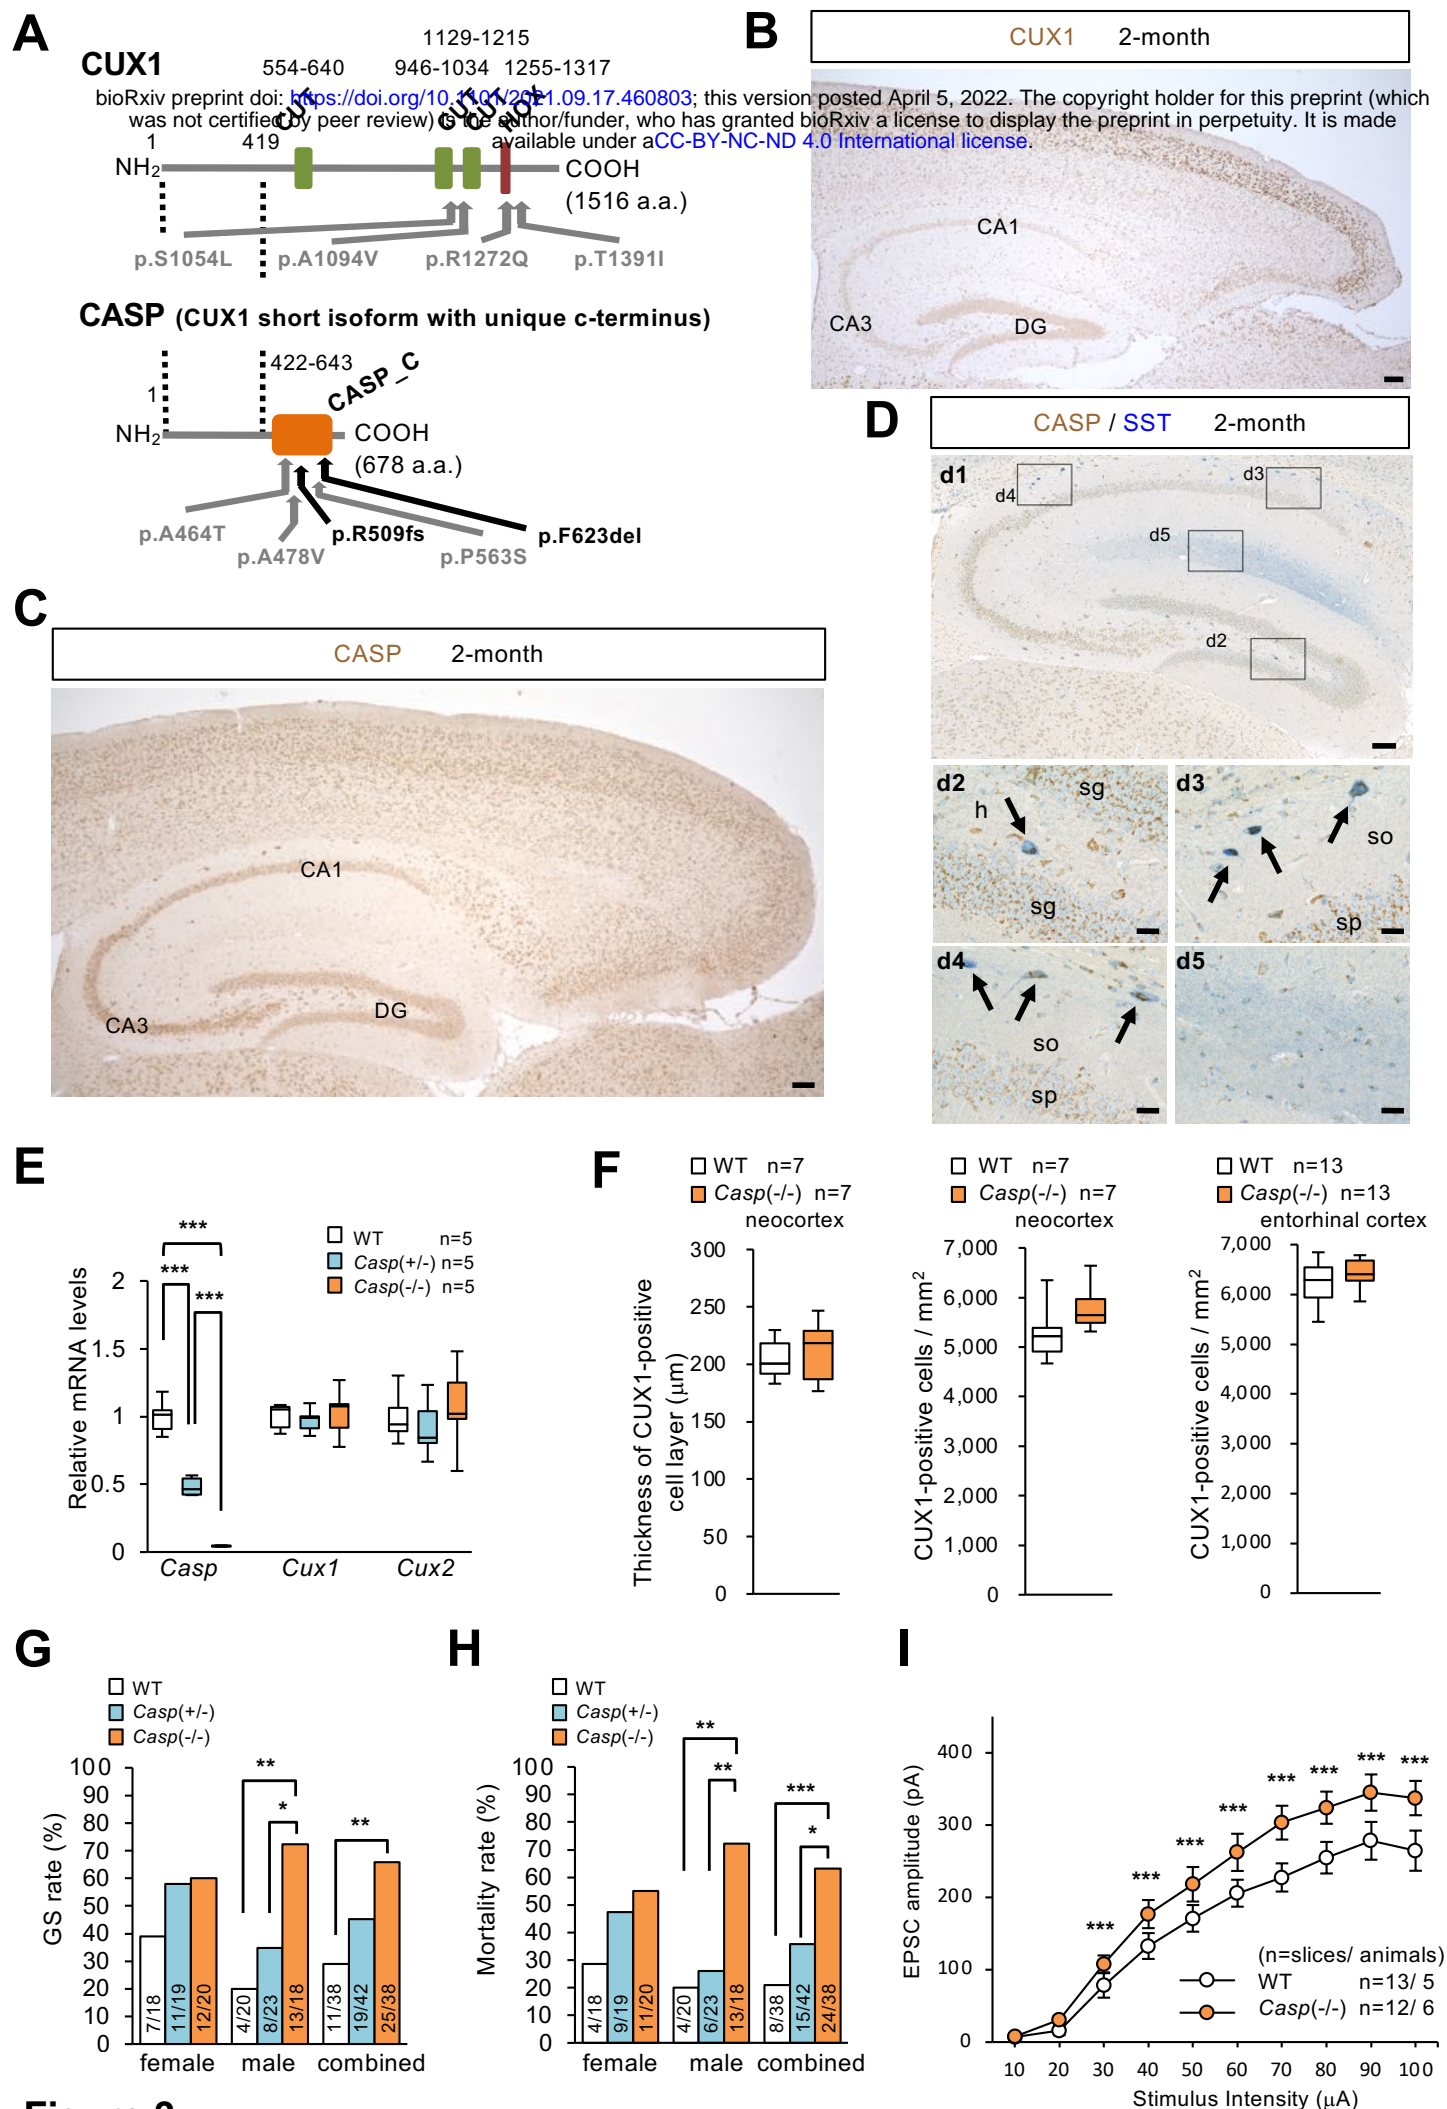 A
CUX1
1129-1215
554-640
946-1034
1255-1317
bioRxiv preprint doi: https://doi.org/10.1101/2021.09.17.460803; this version posted April 5, 2022. The copyright holder for this preprint (which
was not certified by peer review) is the author/funder, who has granted bioRxiv a license to display the preprint in perpetuity. It is made
available under aCC-BY-NC-ND 4.0 International license.
CUT
CUT
CUT
HOX
1
419
NH2
COOH
(1516 a.a.)
p.S1054L
p.A1094V
p.R1272Q
p.T1391I
CASP (CUX1 short isoform with unique c-terminus)
422-643
CASP_C
1
NH2
COOH
(678 a.a.)
p.A464T
p.A478V
p.R509fs
p.P563S
p.F623del
B
CUX1 2-month
CA1
CA3
DG
C
CASP 2-month
CA1
CA3
DG
D
CASP / SST 2-month
d1
d4
d3
d5
d2
d2
h
sg
sg
d3
so
sp
d4
so
sp
d5
E
WT n=5
Casp(+/-) n=5
Casp(-/-) n=5
***
***
***
Relative mRNA levels
2
1.5
1
0.5
0
Casp
Cux1
Cux2
F
WT n=7
Casp(-/-) n=7
neocortex
Thickness of CUX1-positive
cell layer (μm)
300
250
200
150
100
50
0
WT n=7
Casp(-/-) n=7
neocortex
CUX1-positive cells / mm2
7,000
6,000
5,000
4,000
3,000
2,000
1,000
0
WT n=13
Casp(-/-) n=13
entorhinal cortex
CUX1-positive cells / mm2
7,000
6,000
5,000
4,000
3,000
2,000
1,000
0
G
WT
Casp(+/-)
Casp(-/-)
GS rate (%)
100
90
80
70
60
50
40
30
20
10
0
**
*
**
7/18
11/19
12/20
4/20
8/23
13/18
11/38
19/42
25/38
female
male
combined
H
WT
Casp(+/-)
Casp(-/-)
Mortality rate (%)
100
90
80
70
60
50
40
30
20
10
0
**
**
***
*
4/18
9/19
11/20
4/20
6/23
13/18
8/38
15/42
24/38
female
male
combined
I
EPSC amplitude (pA)
400
300
200
100
0
***
***
***
***
***
***
***
***
(n=slices/ animals)
WT n=13/ 5
Casp(-/-) n=12/ 6
10 20 30 40 50 60 70 80 90 100
Stimulus Intensity (μA)